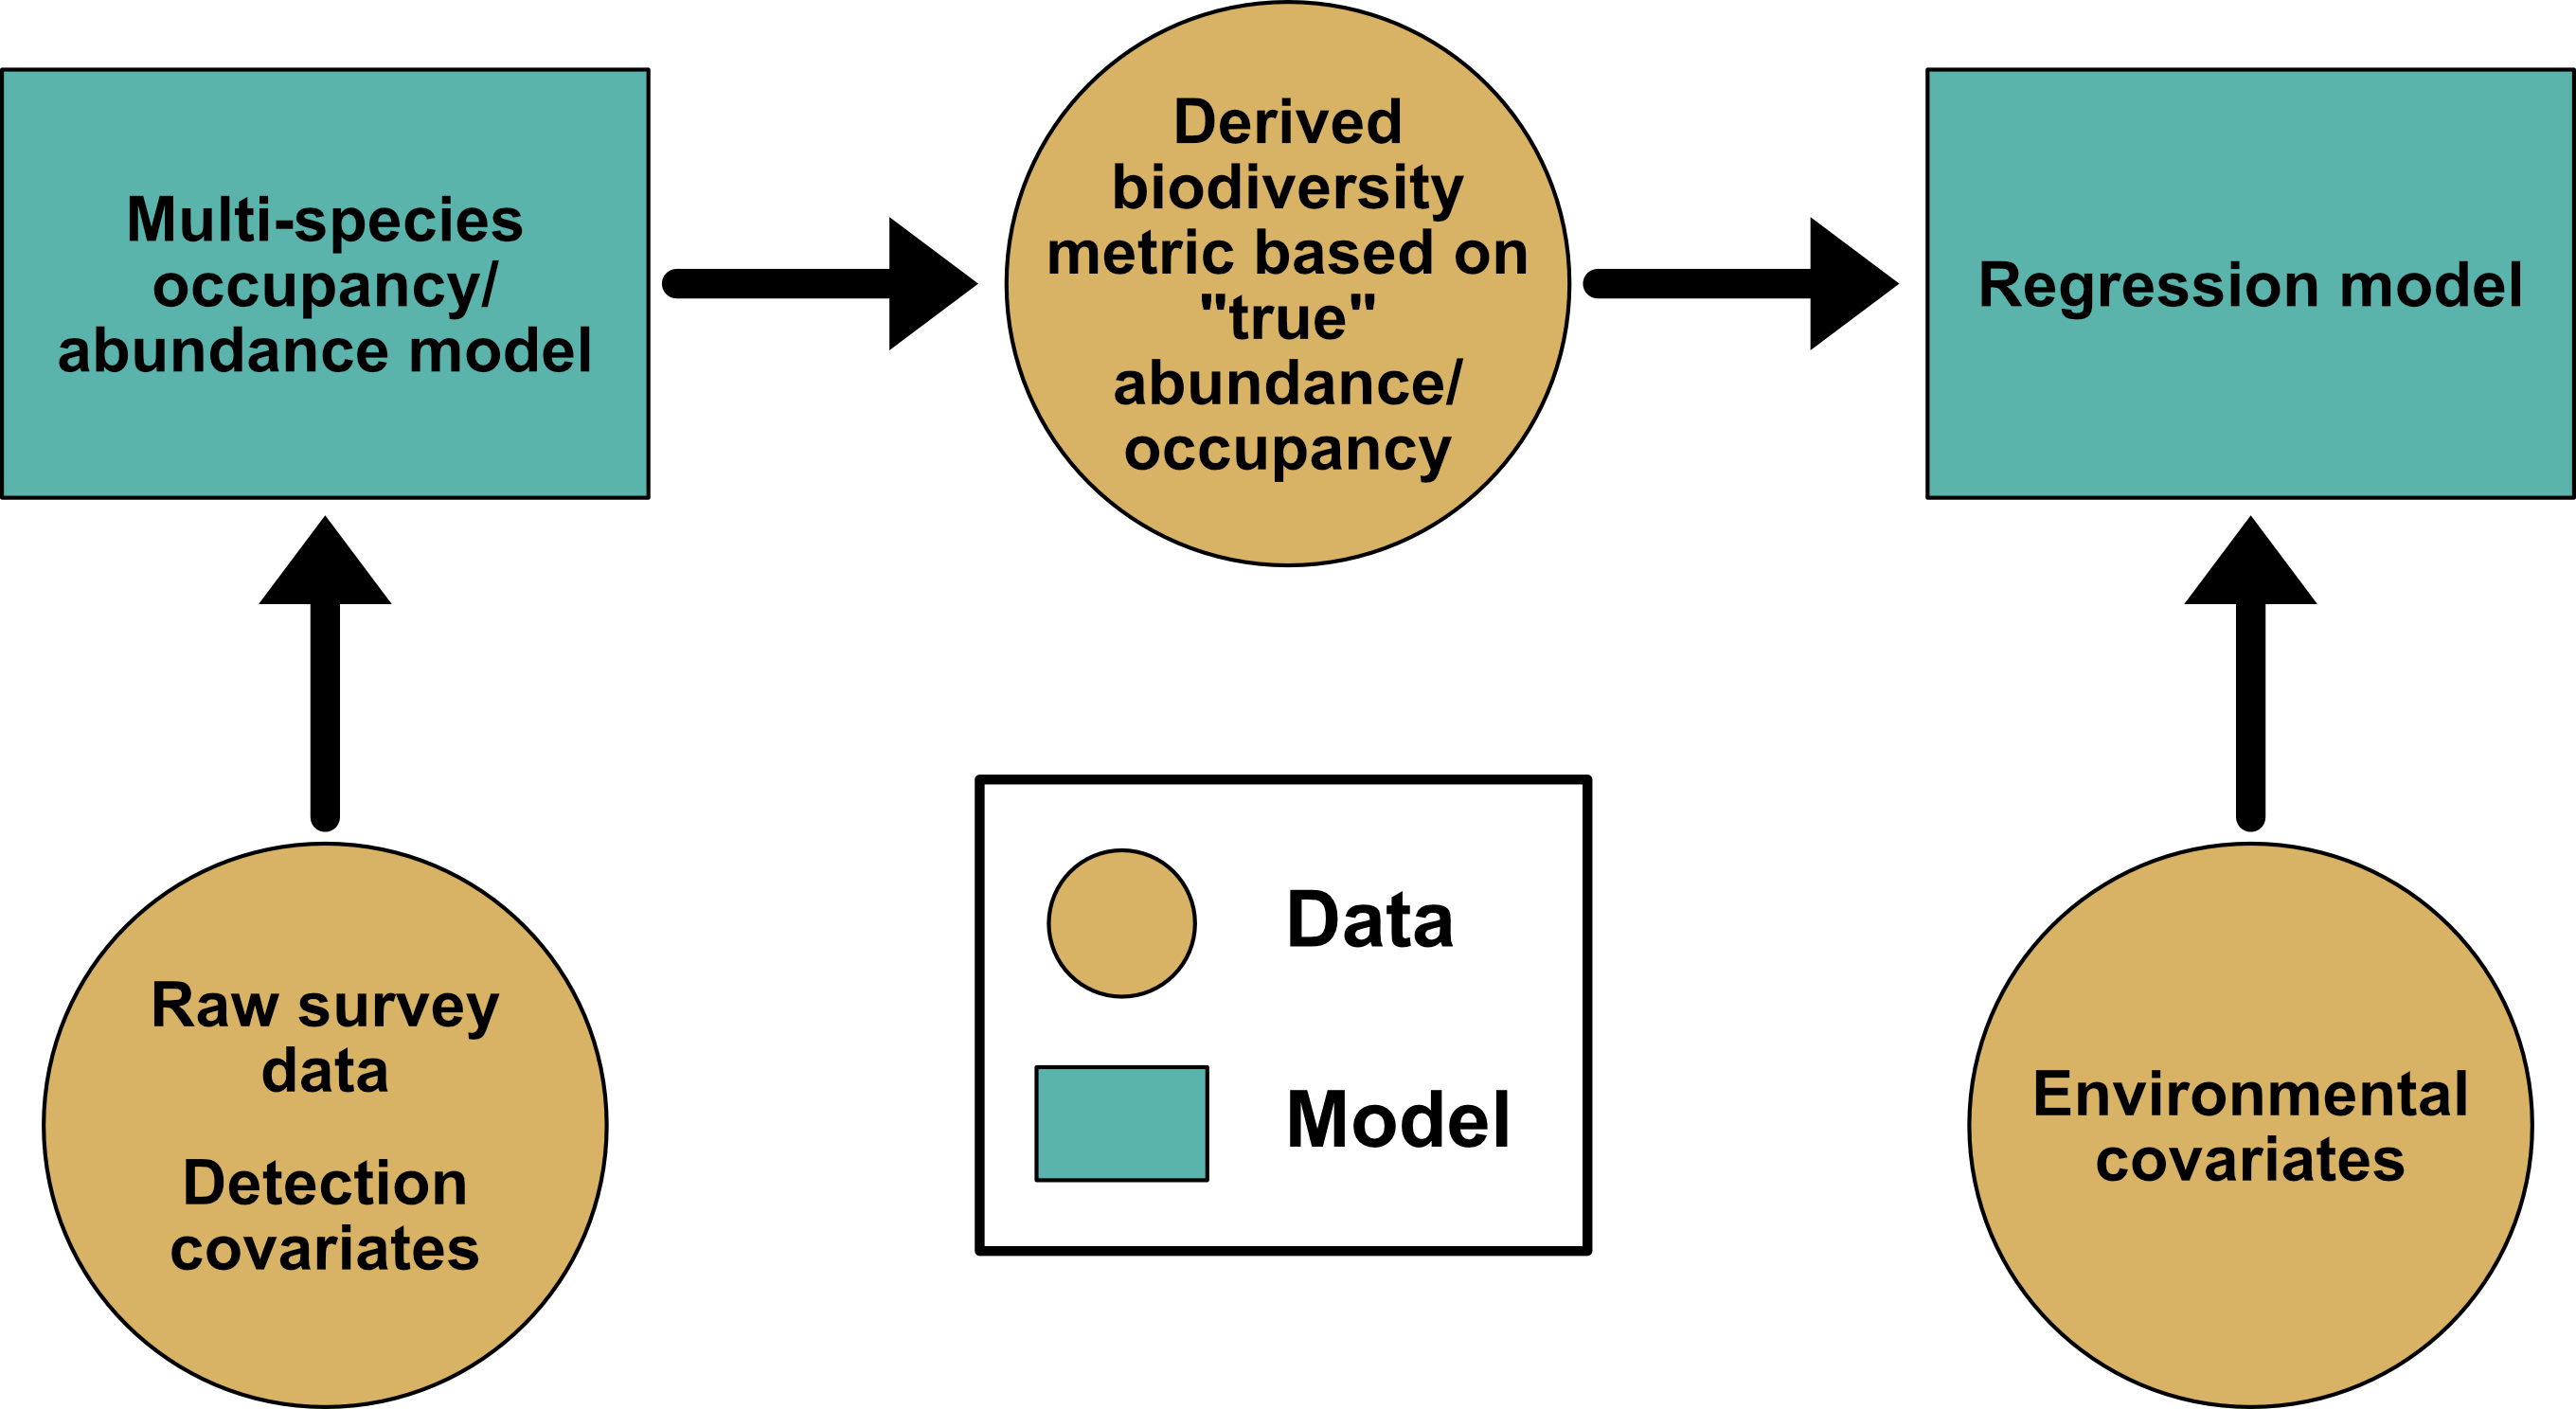 Multi-species
occupancy/
abundance model
Derived
biodiversity
metric based on
"true"
abundance/
occupancy
Regression model
Raw survey
data
Detection
covariates
Data
Model
Environmental
covariates